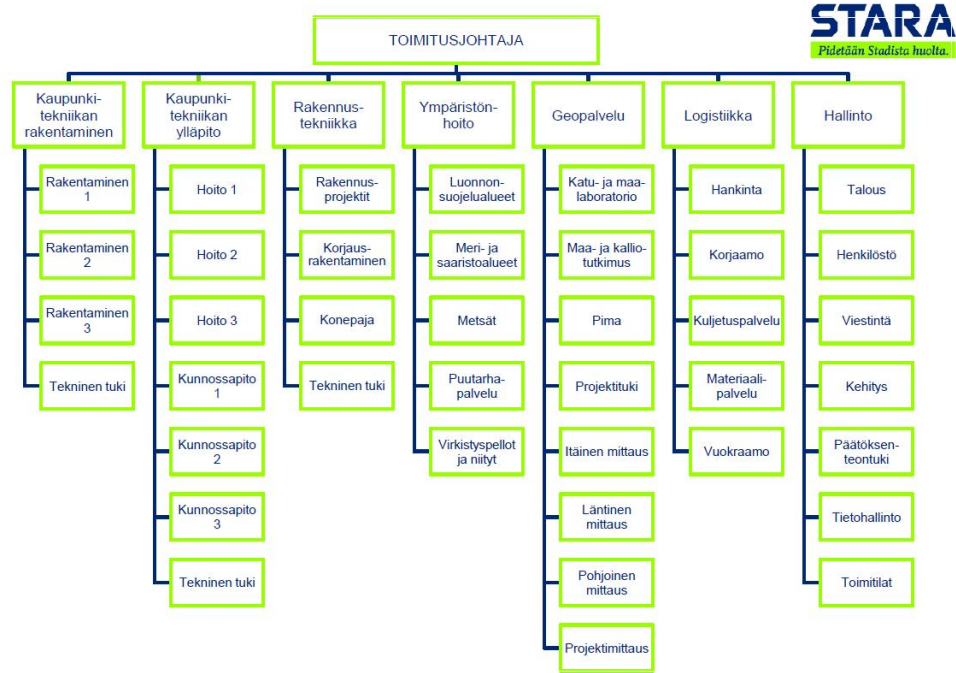 STARA
Pidetään Stadista huolta.
TOIMITUSJOHTAJA
Kaupunki-
tekniikan
rakentaminen
Rakentaminen
1
Rakentaminen
2
Rakentaminen
3
Tekninen tuki
Kaupunki-
tekniikan
ylläpito
Hoito 1
Hoito 2
Hoito 3
Kunnossapito
1
Kunnossapito
2
Kunnossapito
3
Tekninen tuki
Rakennus-
tekniikka
Rakennus-
projektit
Korjaus-
rakentaminen
Konepaja
Tekninen tuki
Ympäristön-
hoito
Luonnon-
suojelualueet
Meri- ja
saaristoalueet
Metsät
Puutarha-
palvelu
Virkistyspellot
ja niityt
Geopalvelu
Katu- ja maa-
laboratorio
Maa- ja kallio-
tutkimus
Pima
Projektituki
Itäinen mittaus
Läntinen
mittaus
Pohjoinen
mittaus
Projektimittaus
Logistiikka
Hankinta
Korjaamo
Kuljetuspalvelu
Materiaali-
palvelu
Vuokraamo
Hallinto
Talous
Henkilöstö
Viestintä
Kehitys
Päätöksen-
teontuki
Tietohallinto
Toimitilat